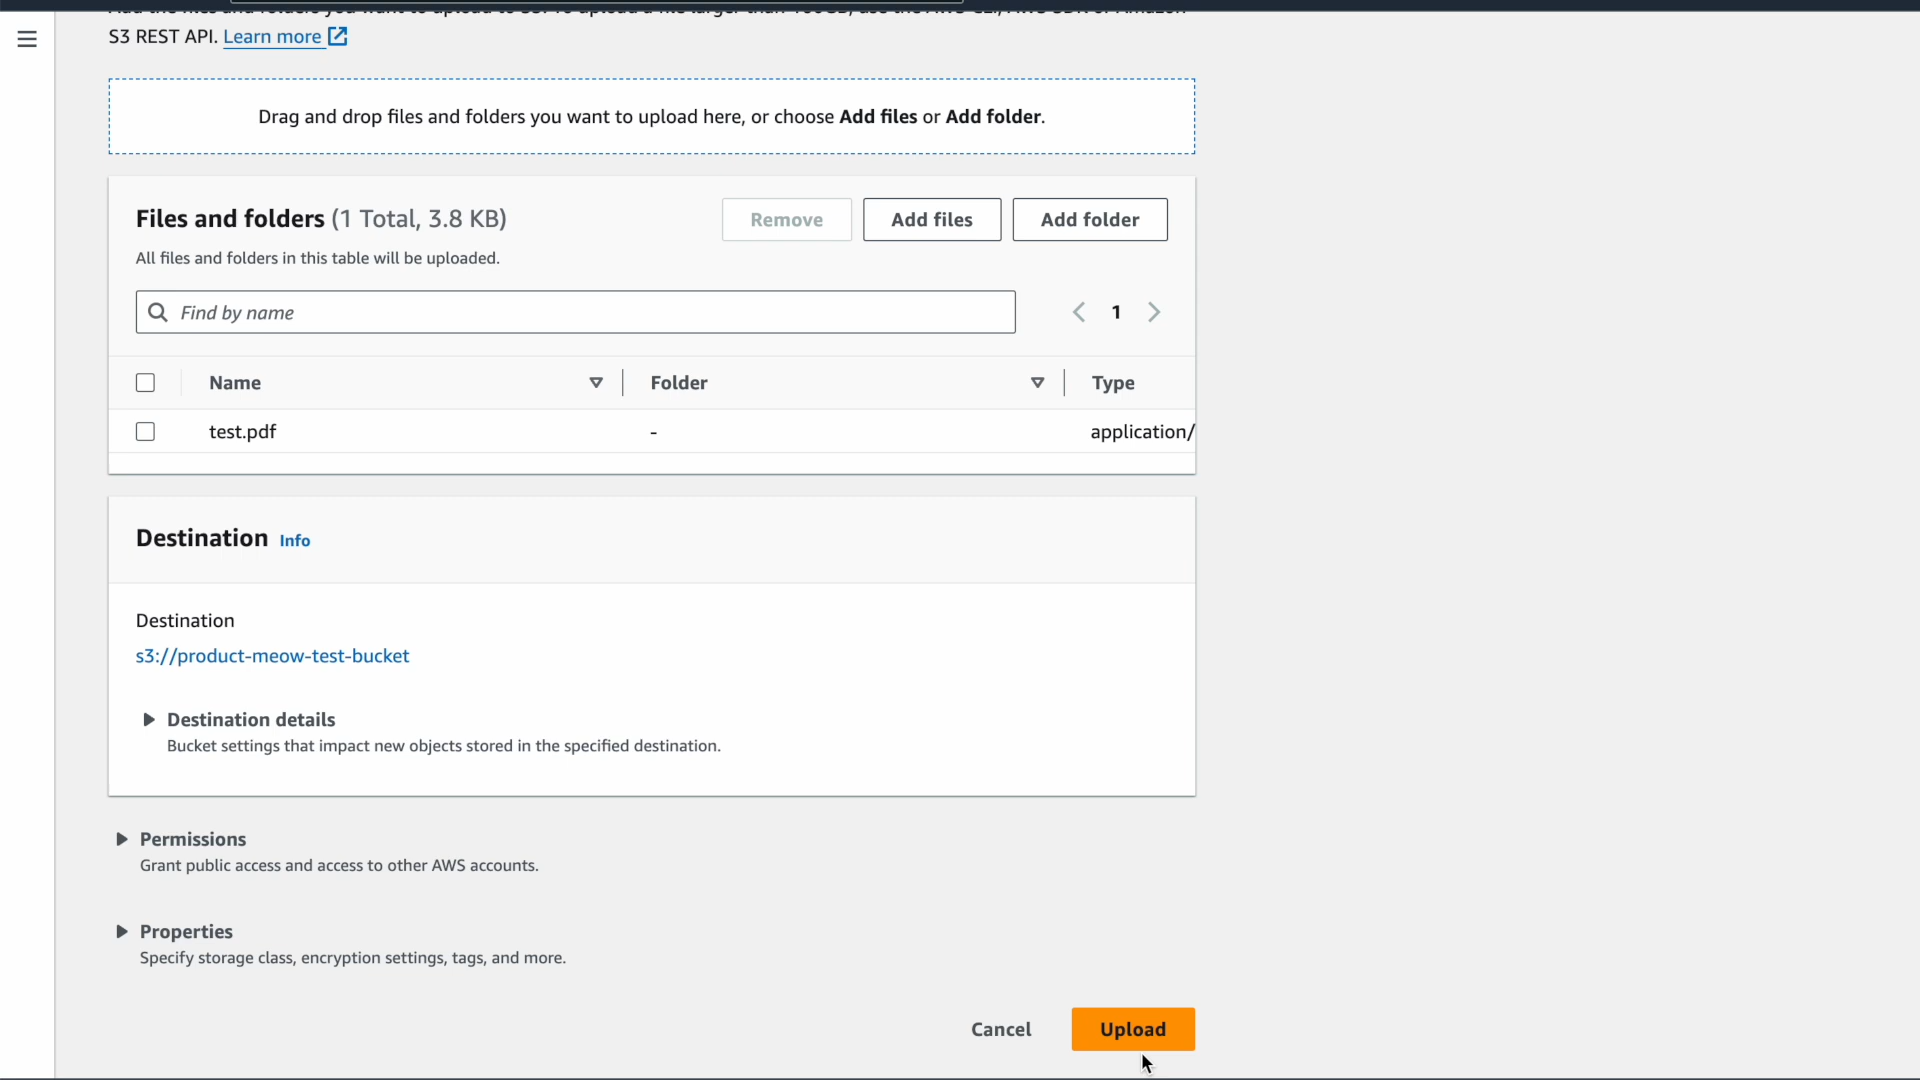 S3 REST API. Learn more
Drag and drop files and folders you want to upload here, or choose Add files or Add folder.
Files and folders (1 Total, 3.8 KB)
Remove
Add files
Add folder
All files and folders in this table will be uploaded.
Find by name
1
Name
Folder
Type
test.pdf
-
application/
Destination Info
Destination
s3://product-meow-test-bucket
Destination details
Bucket settings that impact new objects stored in the specified destination.
Permissions
Grant public access and access to other AWS accounts.
Properties
Specify storage class, encryption settings, tags, and more.
Cancel
Upload